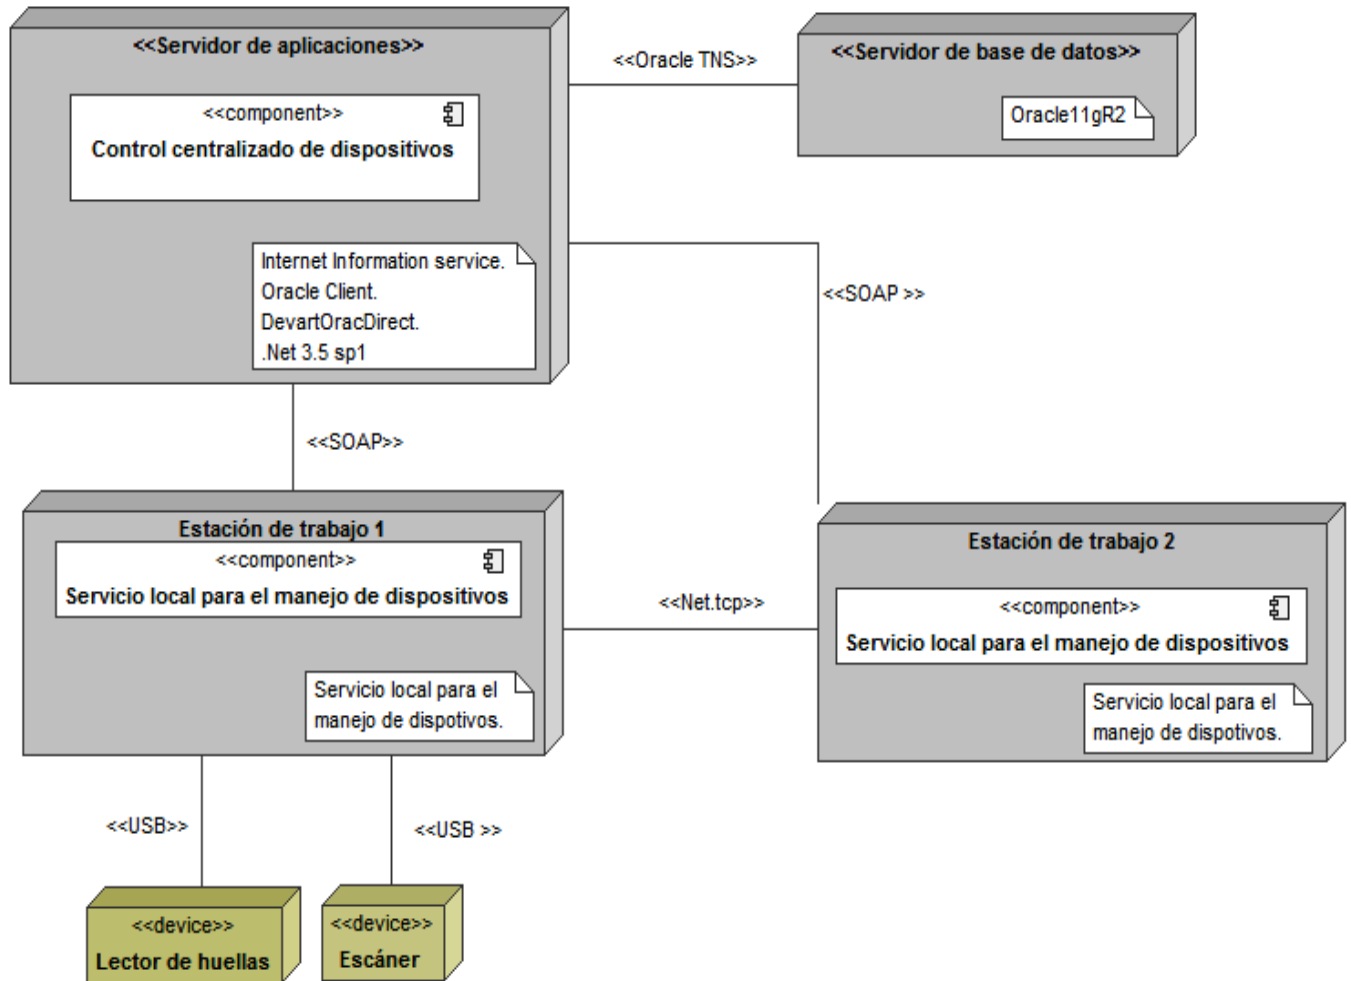 <<Servidor de aplicaciones>>
<<component>>
Control centralizado de dispositivos
Internet Information service.
Oracle Client.
DevartOracDirect.
.Net 3.5 sp1
<<Oracle TNS>>
<<Servidor de base de datos>>
Oracle11gR2
<<SOAP >>
<<SOAP>>
Estación de trabajo 1
<<component>>
Servicio local para el manejo de dispositivos
Servicio local para el
manejo de dispotivos.
<<Net.tcp>>
Estación de trabajo 2
<<component>>
Servicio local para el manejo de dispositivos
Servicio local para el
manejo de dispotivos.
<<USB>>
<<USB >>
<<device>>
Lector de huellas
<<device>>
Escáner